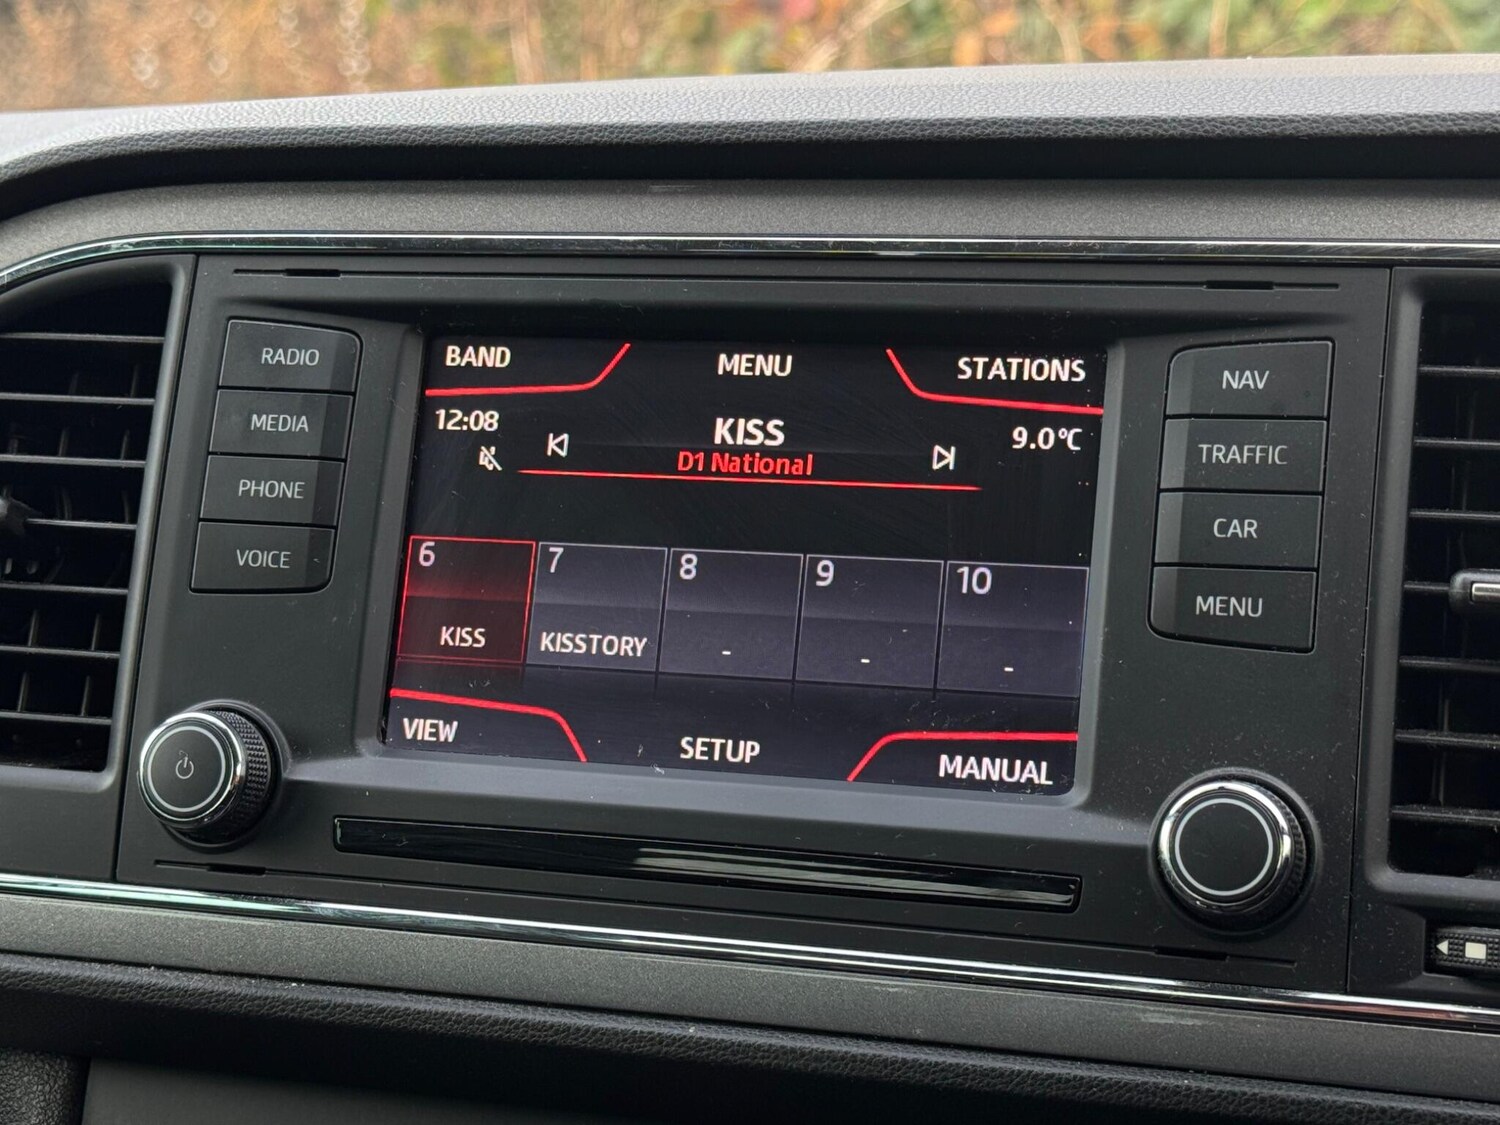 RADIO
MEDIA
PHONE
VOICE
BAND
MENU
STATIONS
12:08
KISS
9.0°C
D1 National
6
7
8
9
10
KISS
KISSTORY
-
-
-
VIEW
SETUP
MANUAL
NAV
TRAFFIC
CAR
MENU